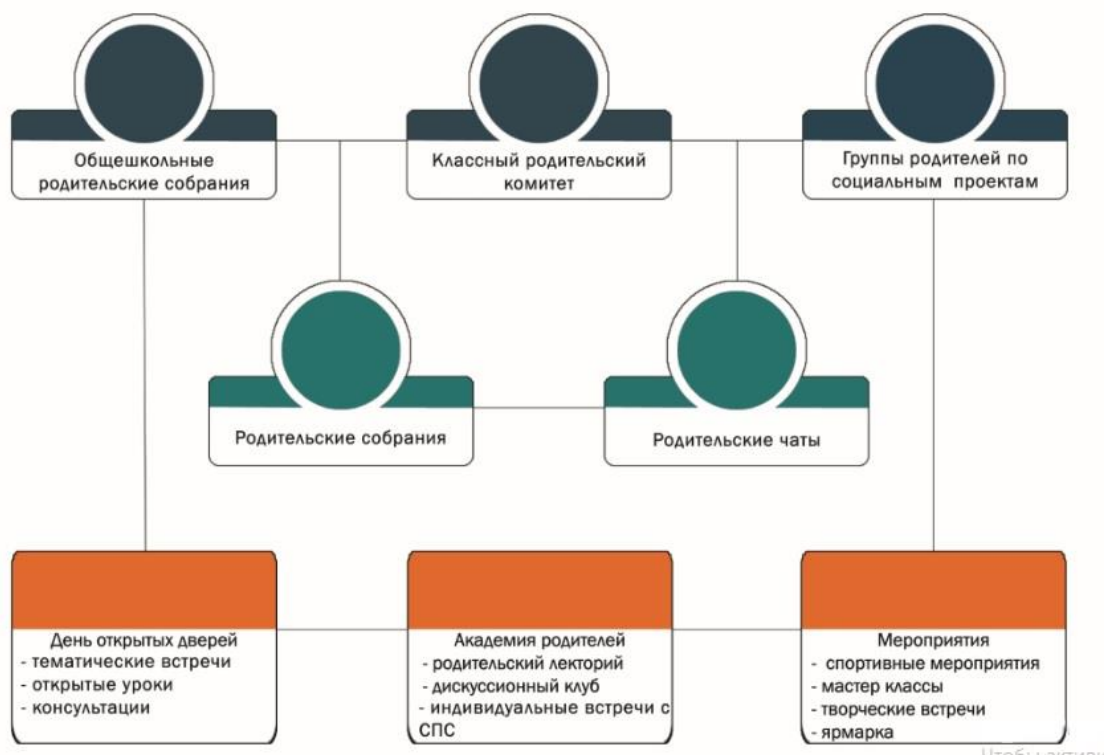 Общешкольные
родительские собрания
Классный родительский
комитет
Группы родителей по
социальным проектам
Родительские собрания
Родительские чаты
День открытых дверей
- тематические встречи
- открытые уроки
- консультации
Академия родителей
- родительский лекторий
- дискуссионный клуб
- индивидуальные встречи с
СПС
Мероприятия
- спортивные мероприятия
- мастер классы
- творческие встречи
- ярмарка